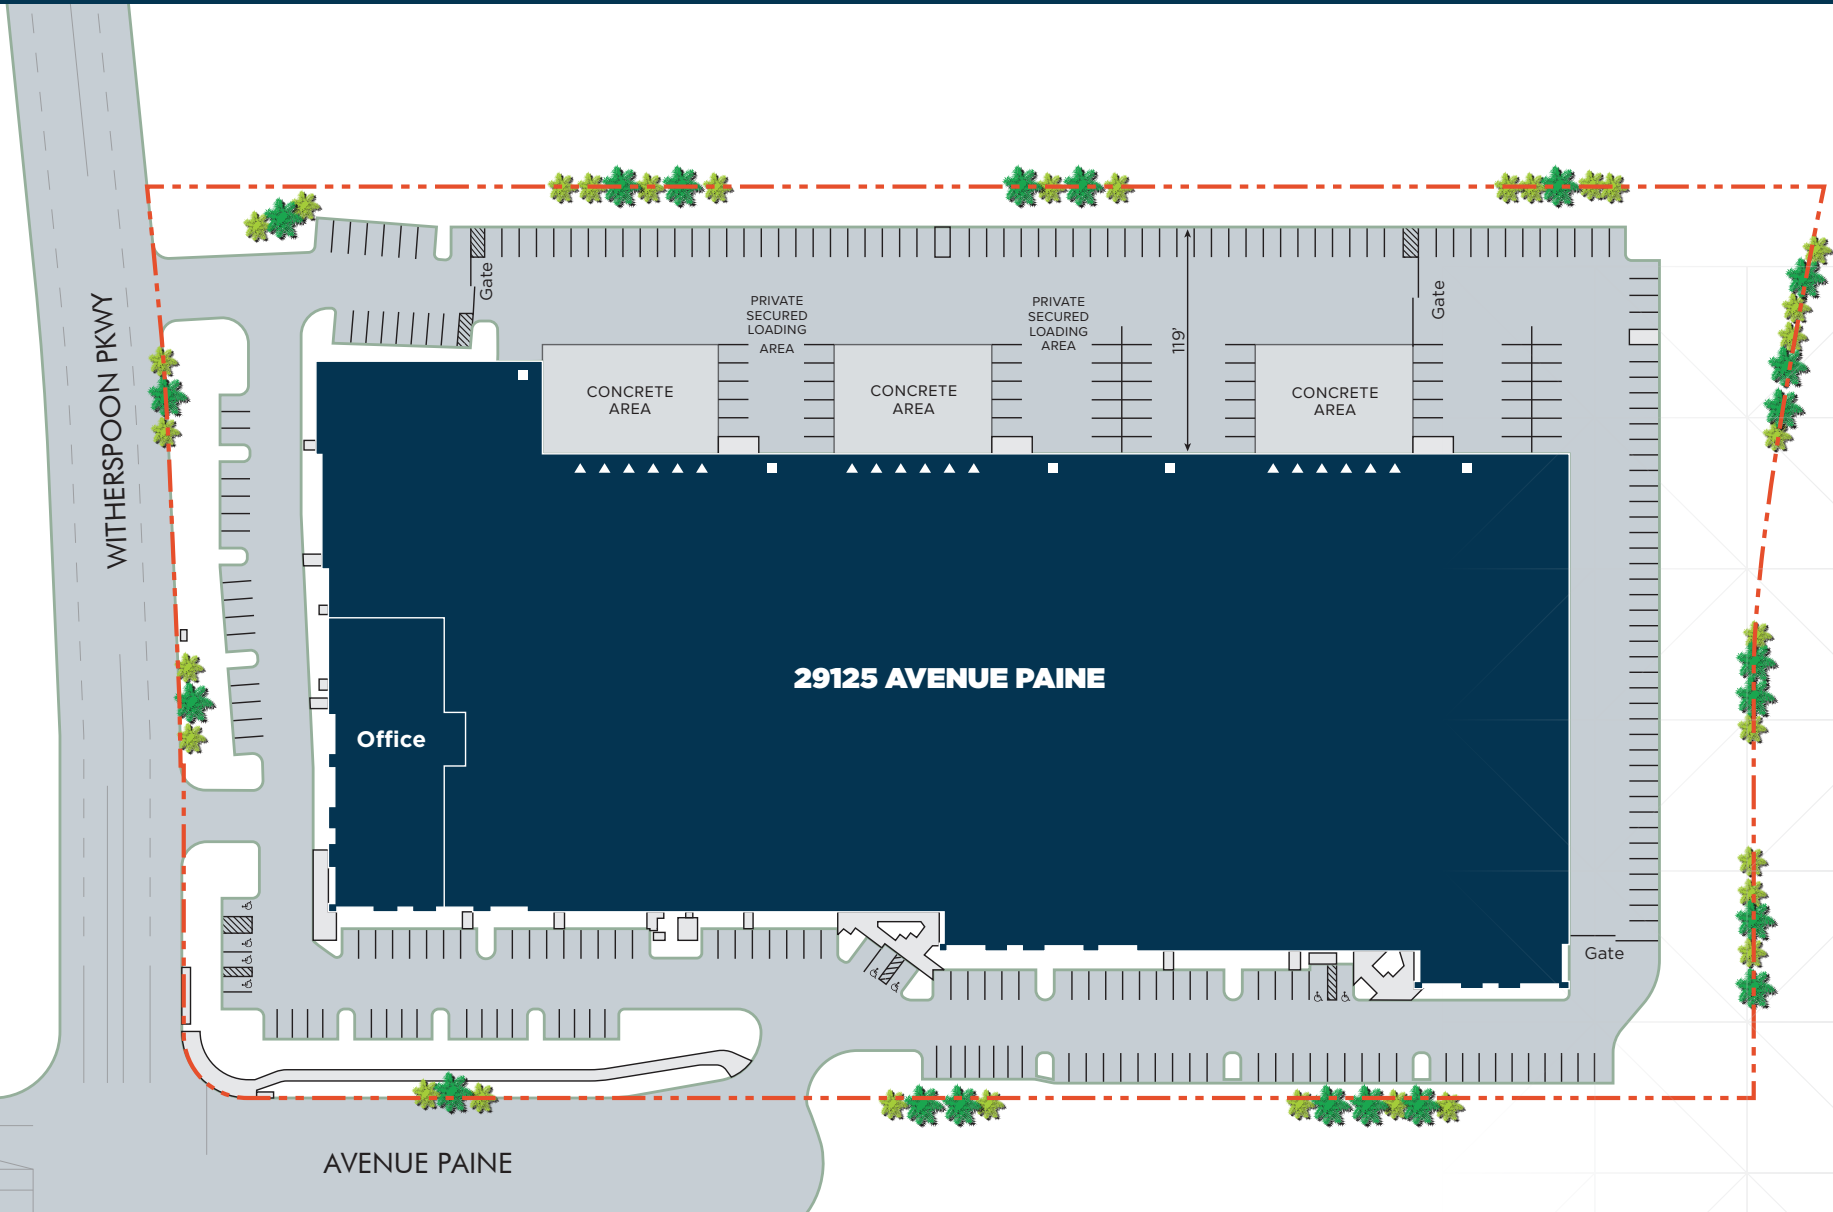 Gate
PRIVATE
SECURED
LOADING
AREA
PRIVATE
SECURED
LOADING
AREA
119'
Gate
CONCRETE
AREA
CONCRETE
AREA
CONCRETE
AREA
WITHERSPOON PKWY
29125 AVENUE PAINE
Office
Gate
AVENUE PAINE